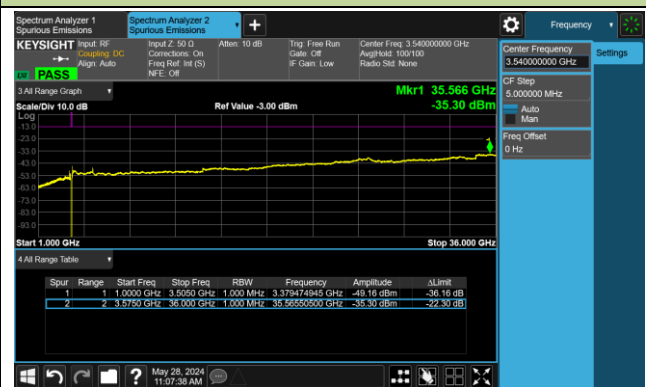 Spectrum Analyzer 1
Spurious Emissions
Spectrum Analyzer 2
Spurious Emissions
Frequency
KEYSIGHT
Input: RF
Coupling: DC
Align: Auto
Input Z: 50 Ω
Corrections: On
Freq Ref: Int (S)
NFE: Off
Atten: 10 dB
Trig: Free Run
Gate: Off
IF Gain: Low
Center Freq: 3.540000000 GHz
Avg|Hold: 100/100
Radio Std: None
PASS
Center Frequency
3.540000000 GHz
Settings
CF Step
5.000000 MHz
Auto
Man
Freq Offset
0 Hz
3 All Range Graph
Mkr1 35.566 GHz
Scale/Div 10.0 dB
Ref Value -3.00 dBm
-35.30 dBm
Log
-13.0
-23.0
-33.0
-43.0
-53.0
-63.0
-73.0
-83.0
-93.0
Start 1.000 GHz
Stop 36.000 GHz
4 All Range Table
Spur Range Start Freq Stop Freq RBW Frequency Amplitude ΔLimit
1 1 1.0000 GHz 3.5050 GHz 1.000 MHz 3.379474945 GHz -49.16 dBm -36.16 dB
2 2 3.5750 GHz 36.000 GHz 1.000 MHz 35.56550500 GHz -35.30 dBm -22.30 dB
?
May 28, 2024
11:07:38 AM